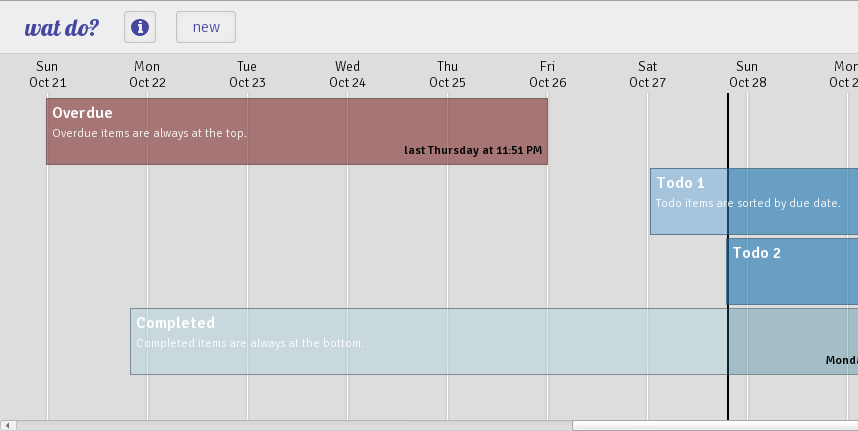 wat do? i new
Sun Mon Tue Wed Thu Fri Sat Sun Mon
Oct 21 Oct 22 Oct 23 Oct 24 Oct 25 Oct 26 Oct 27 Oct 28 Oct 2
Overdue
Overdue items are always at the top.
last Thursday at 11:51 PM
Todo 1
Todo items are sorted by due date.
Todo 2
Completed
Completed items are always at the bottom.
Monda